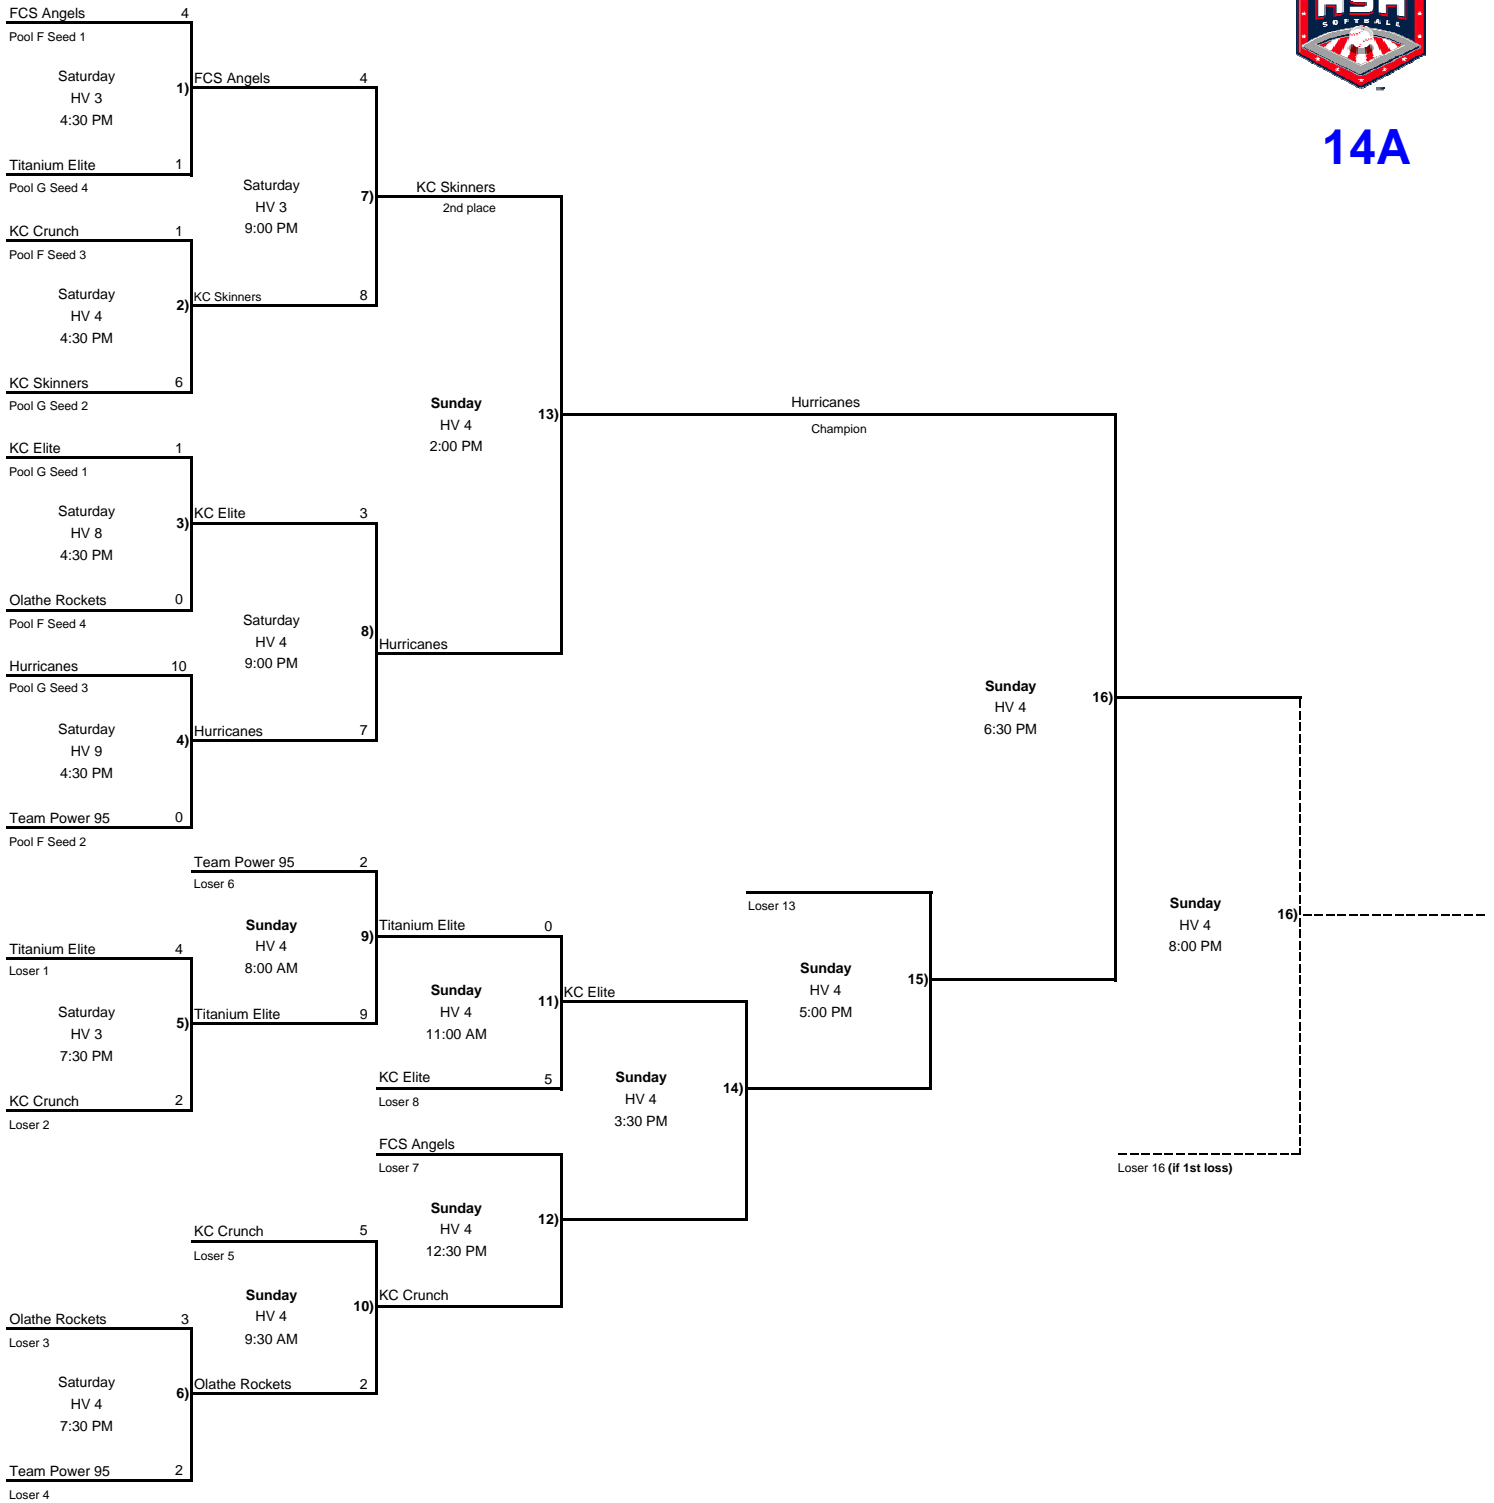 FCS Angels 4
Pool F Seed 1
Saturday
HV 3
4:30 PM
1)
Titanium Elite 1
Pool G Seed 4
FCS Angels 4
KC Crunch 1
Pool F Seed 3
Saturday
HV 4
4:30 PM
2)
KC Skinners 6
Pool G Seed 2
KC Skinners 8
Saturday
HV 3
9:00 PM
7)
KC Skinners
2nd place
KC Elite 1
Pool G Seed 1
Saturday
HV 8
4:30 PM
3)
Olathe Rockets 0
Pool F Seed 4
KC Elite 3
Hurricanes 10
Pool G Seed 3
Saturday
HV 9
4:30 PM
4)
Team Power 95 0
Pool F Seed 2
Hurricanes 7
Saturday
HV 4
9:00 PM
8)
Hurricanes
Sunday
HV 4
2:00 PM
13)
Hurricanes
Champion
SOFTBALL
14A
Team Power 95 2
Loser 6
Sunday
HV 4
8:00 AM
9)
Titanium Elite 4
Loser 1
Saturday
HV 3
7:30 PM
5)
KC Crunch 2
Loser 2
Titanium Elite 9
Titanium Elite 0
Sunday
HV 4
11:00 AM
11)
KC Elite 5
Loser 8
KC Elite
FCS Angels
Loser 7
Sunday
HV 4
12:30 PM
12)
KC Crunch 5
Loser 5
Sunday
HV 4
9:30 AM
10)
KC Crunch
Olathe Rockets 3
Loser 3
Saturday
HV 4
7:30 PM
6)
Team Power 95 2
Loser 4
Olathe Rockets 2
Sunday
HV 4
3:30 PM
14)
Loser 13
Sunday
HV 4
5:00 PM
15)
Sunday
HV 4
6:30 PM
16)
Sunday
HV 4
8:00 PM
16)
Loser 16 (if 1st loss)